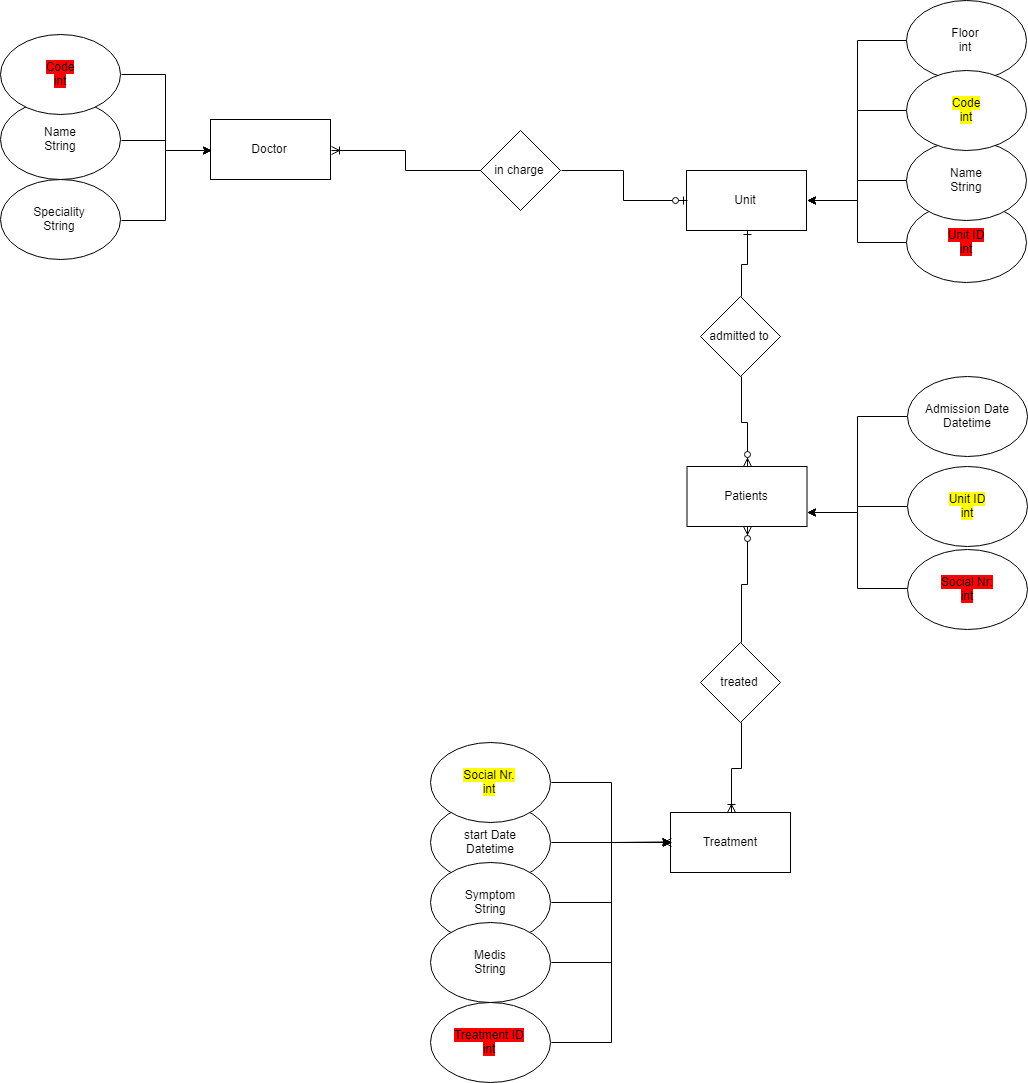 Code
int
Name
String
Speciality
String
Doctor
in charge
Unit
Floor
int
Code
int
Name
String
Unit ID
int
admitted to
Patients
Admission Date
Datetime
Unit ID
int
Social Nr.
int
treated
Treatment
Social Nr.
int
start Date
Datetime
Symptom
String
Medis
String
Treatment ID
int